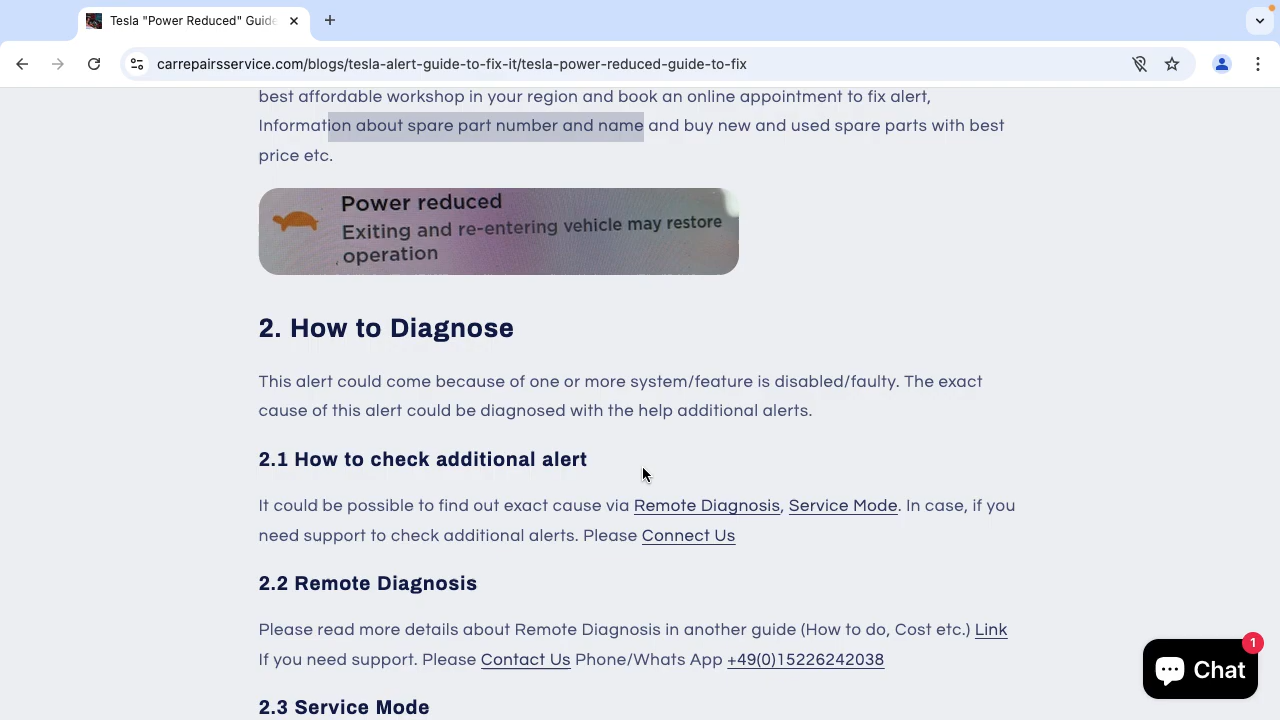 Tesla "Power Reduced" Guide
carrepairsservice.com/blogs/tesla-alert-guide-to-fix-it/tesla-power-reduced-guide-to-fix
best affordable workshop in your region and book an online appointment to fix alert,
Information about spare part number and name and buy new and used spare parts with best
price etc.
Power reduced
Exiting and re-entering vehicle may restore
operation
2. How to Diagnose
This alert could come because of one or more system/feature is disabled/faulty. The exact
cause of this alert could be diagnosed with the help additional alerts.
2.1 How to check additional alert
It could be possible to find out exact cause via Remote Diagnosis, Service Mode. In case, if you
need support to check additional alerts. Please Connect Us
2.2 Remote Diagnosis
Please read more details about Remote Diagnosis in another guide (How to do, Cost etc.) Link
If you need support. Please Contact Us Phone/Whats App +49(0)15226242038
2.3 Service Mode
Chat
1